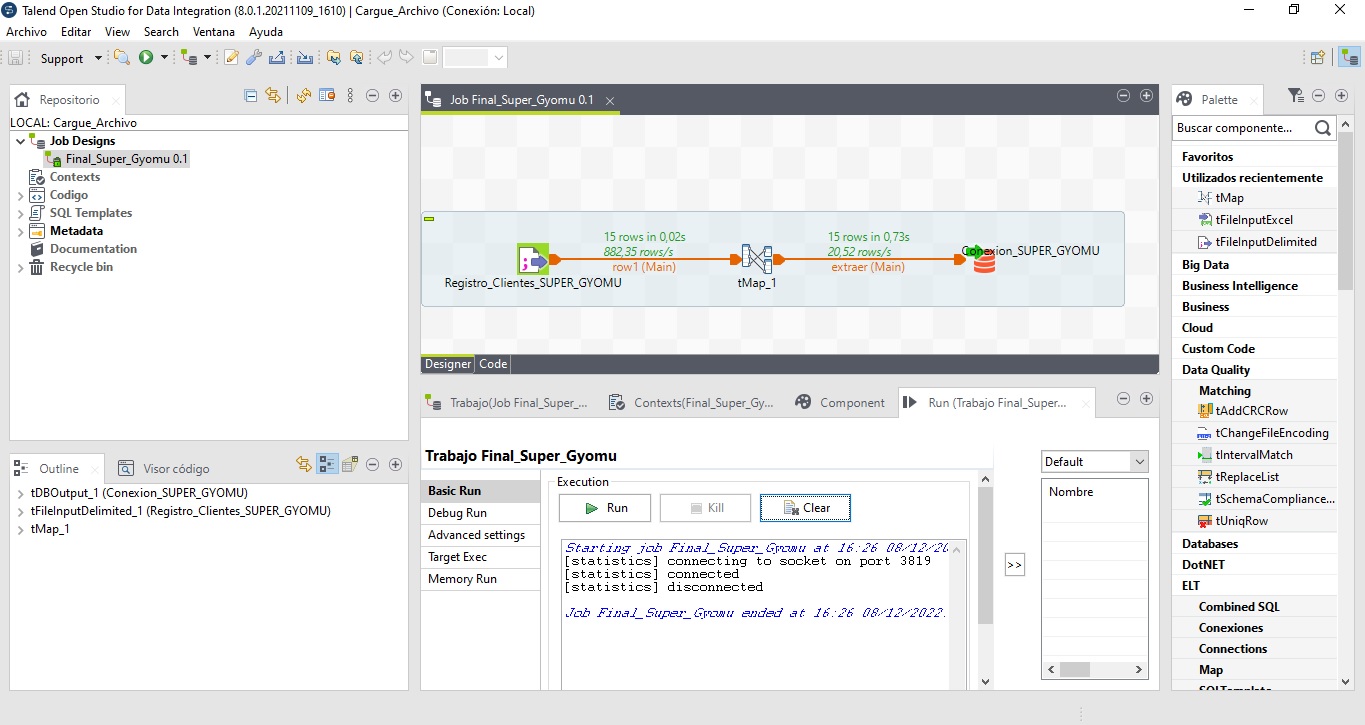 Talend Open Studio for Data Integration (8.0.1.20211109_1610) | Cargue_Archivo (Conexión: Local)
Archivo Editar View Search Ventana Ayuda
Support
Repositorio
LOCAL: Cargue_Archivo
Job Designs
Final_Super_Gyomu 0.1
Contexts
Codigo
SQL Templates
Metadata
Documentation
Recycle bin
Outline
Visor código
tDBOutput_1 (Conexion_SUPER_GYOMU)
tFileInputDelimited_1 (Registro_Clientes_SUPER_GYOMU)
tMap_1
Job Final_Super_Gyomu 0.1
15 rows in 0,02s
882,35 rows/s
row1 (Main)
15 rows in 0,73s
20,52 rows/s
extraer (Main)
Registro_Clientes_SUPER_GYOMU
tMap_1
Conexion_SUPER_GYOMU
Designer Code
Trabajo(Job Final_Super_... Contexts(Final_Super_Gy... Component Run (Trabajo Final_Super...
Trabajo Final_Super_Gyomu
Basic Run
Debug Run
Advanced settings
Target Exec
Memory Run
Execution
Run Kill Clear
Starting job Final_Super_Gyomu at 16:26 08/12/20
[statistics] connecting to socket on port 3819
[statistics] connected
[statistics] disconnected
Job Final_Super_Gyomu ended at 16:26 08/12/2022.
>>
Default
Nombre
Palette
Buscar componente...
Favoritos
Utilizados recientemente
tMap
tFileInputExcel
tFileInputDelimited
Big Data
Business Intelligence
Business
Cloud
Custom Code
Data Quality
Matching
tAddCRCRow
tChangeFileEncoding
tIntervalMatch
tReplaceList
tSchemaCompliance...
tUniqRow
Databases
DotNET
ELT
Combined SQL
Conexiones
Connections
Map
SQLTemplate